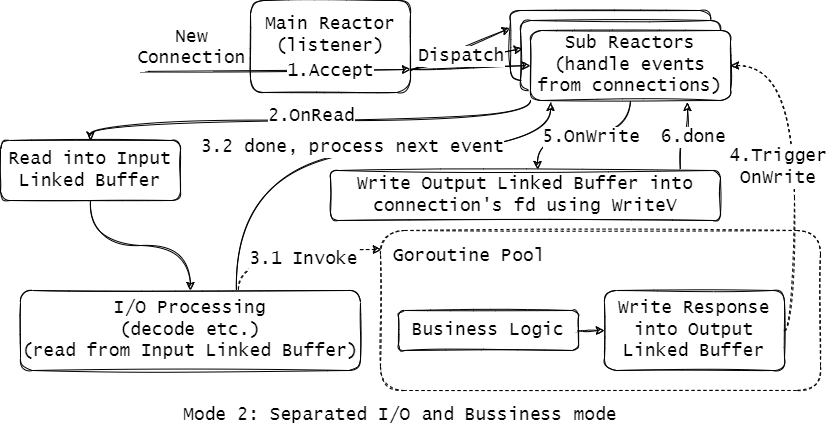 New
Connection
Main Reactor
(listener)
1.Accept
Dispatch
Sub Reactors
(handle events
from connections)
2.OnRead
3.2 done, process next event
5.OnWrite
6.done
4.Trigger
OnWrite
Read into Input
Linked Buffer
Write Output Linked Buffer into
connection's fd using WriteV
3.1 Invoke
Goroutine Pool
I/O Processing
(decode etc.)
(read from Input Linked Buffer)
Business Logic
Write Response
into Output
Linked Buffer
Mode 2: Separated I/O and Bussiness mode